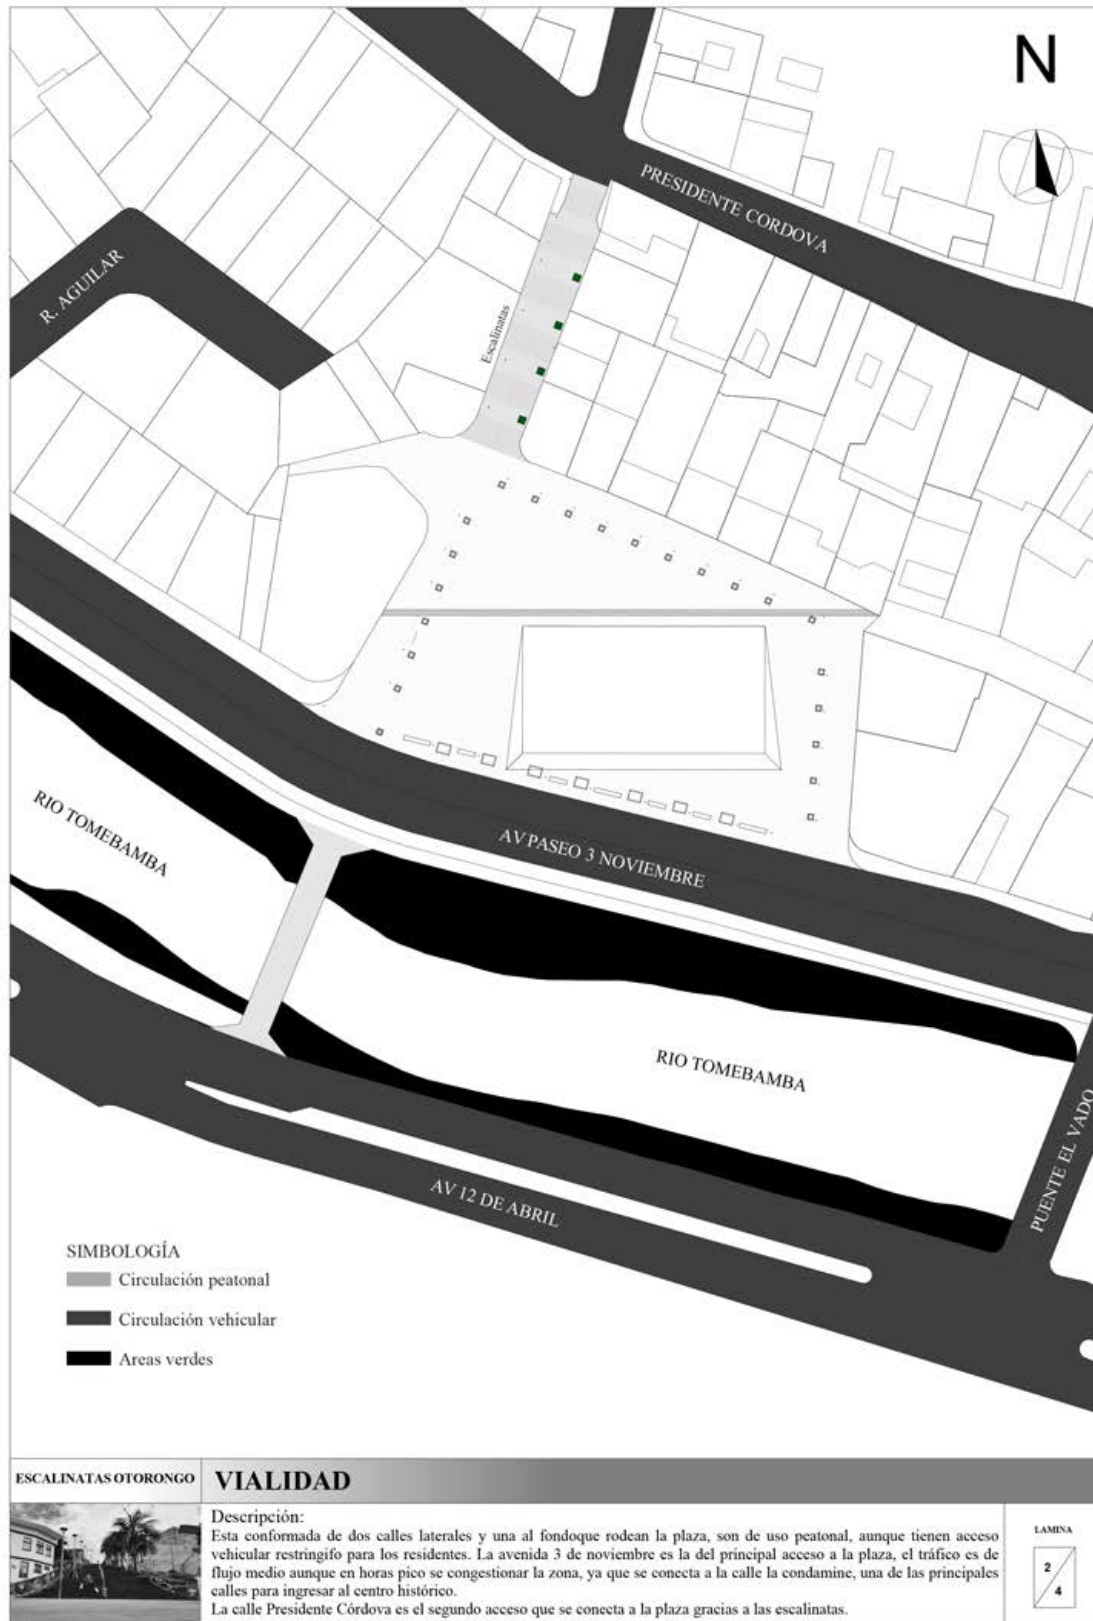 N
PRESIDENTE CORDOVA
R. AGUILAR
Escalinatas
AV PASEO 3 NOVIEMBRE
RIO TOMEBAMBA
RIO TOMEBAMBA
PUENTE EL VADO
AV 12 DE ABRIL
SIMBOLOGÍA
Circulación peatonal
Circulación vehicular
Areas verdes
ESCALINATAS OTORONGO
VIALIDAD
Descripción:
Esta conformada de dos calles laterales y una al fondoque rodean la plaza, son de uso peatonal, aunque tienen acceso
vehicular restringifo para los residentes. La avenida 3 de noviembre es la del principal acceso a la plaza, el tráfico es de
flujo medio aunque en horas pico se congestionar la zona, ya que se conecta a la calle la condamine, una de las principales
calles para ingresar al centro histórico.
La calle Presidente Córdova es el segundo acceso que se conecta a la plaza gracias a las escalinatas.
LAMINA
2
4